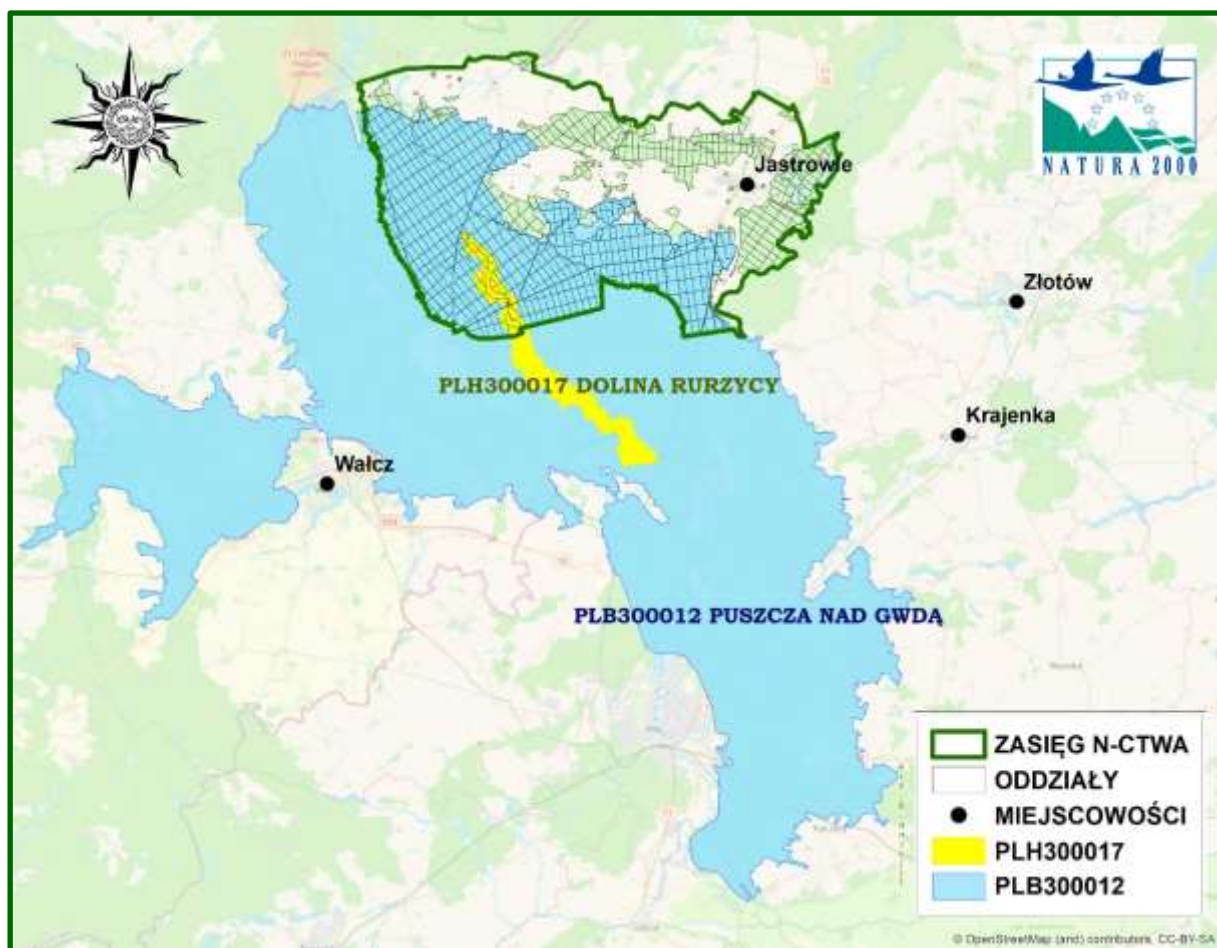 NATURA 2000
Jastrowie
Złotów
PLH300017 DOLINA RURZYCY
Krajenka
Wałcz
PLB300012 PUSZCZA NAD GWDĄ
ZASIĘG N-CTWA
ODDZIAŁY
MIEJSCOWOŚCI
PLH300017
PLB300012
© OpenStreetMap (and) contributors, CC-BY-SA